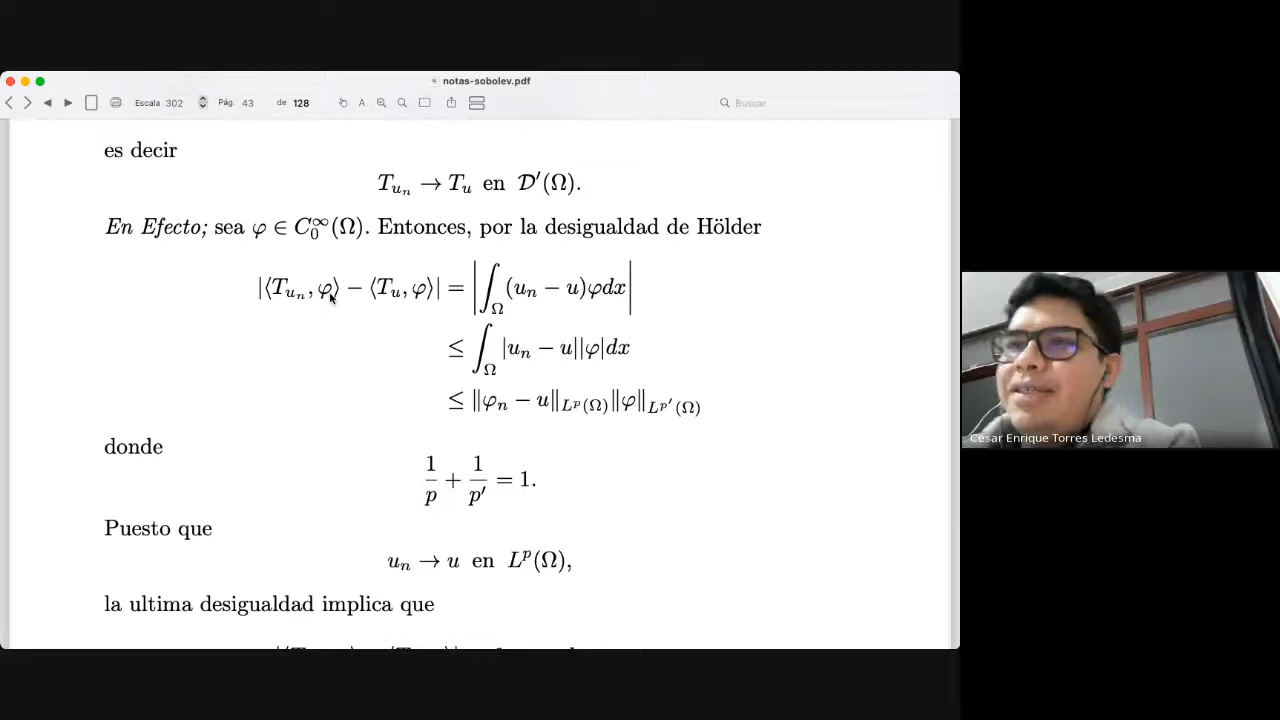 notas-sobolev.pdf
Escala 302 Pág. 43 de 128 A Buscar
es decir
T_{u_n} → T_u en 𝒟′(Ω).
En Efecto; sea φ ∈ C_0^∞(Ω). Entonces, por la desigualdad de Hölder
|⟨T_{u_n}, φ⟩ − ⟨T_u, φ⟩| = |∫_Ω (u_n − u)φdx|
≤ ∫_Ω |u_n − u||φ|dx
≤ ‖φ_n − u‖_{L^p(Ω)}‖φ‖_{L^{p′}(Ω)}
donde
1/p + 1/p′ = 1.
Puesto que
u_n → u en L^p(Ω),
la ultima desigualdad implica que
César Enrique Torres Ledesma